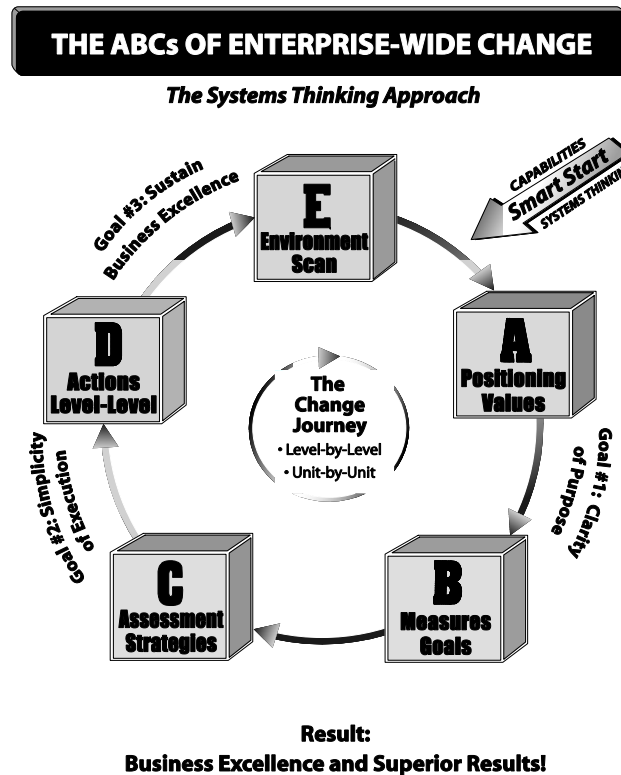 THE ABCs OF ENTERPRISE-WIDE CHANGE
The Systems Thinking Approach
CAPABILITIES
Smart Start
SYSTEMS THINKIN
Goal #3: Sustain
Business Excellence
E
Environment
Scan
A
Positioning
Values
Goal #1: Clarity
of Purpose
B
Measures
Goals
C
Assessment
Strategies
Goal #2: Simplicity
of Execution
D
Actions
Level-Level
The
Change
Journey
• Level-by-Level
• Unit-by-Unit
Result:
Business Excellence and Superior Results!